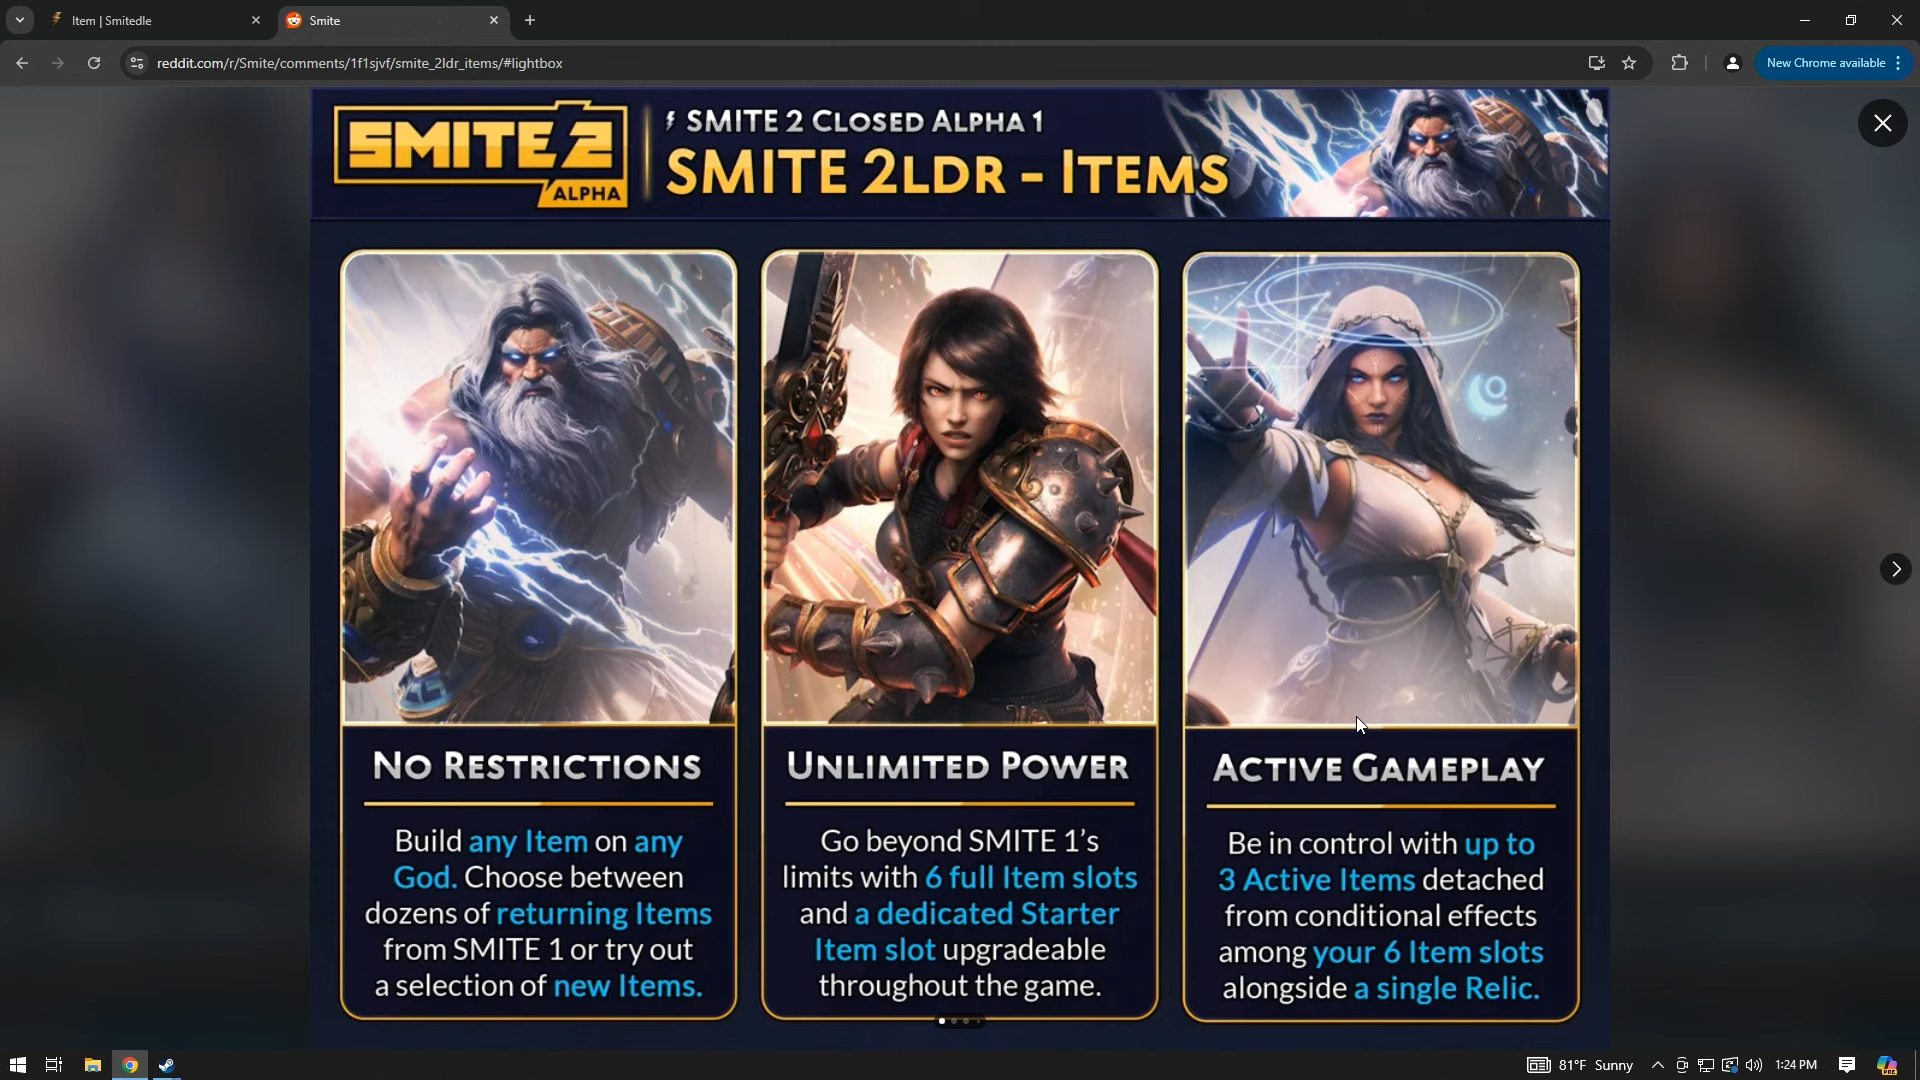 Item | Smitedle
Smite
reddit.com/r/Smite/comments/1f1sjvf/smite_2ldr_items/#lightbox
New Chrome available
SMITE 2
ALPHA
SMITE 2 CLOSED ALPHA 1
SMITE 2LDR - ITEMS
NO RESTRICTIONS
Build any Item on any
God. Choose between
dozens of returning Items
from SMITE 1 or try out
a selection of new Items.
UNLIMITED POWER
Go beyond SMITE 1's
limits with 6 full Item slots
and a dedicated Starter
Item slot upgradeable
throughout the game.
ACTIVE GAMEPLAY
Be in control with up to
3 Active Items detached
from conditional effects
among your 6 Item slots
alongside a single Relic.
81°F Sunny
1:24 PM